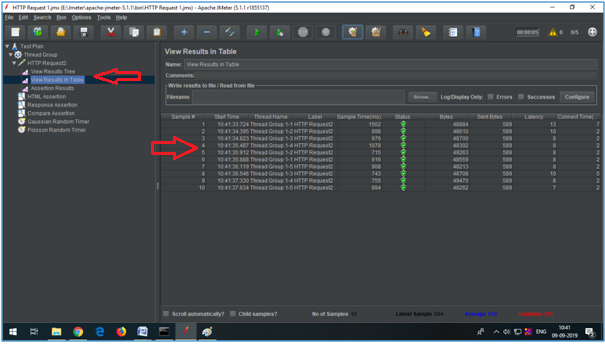 HTTP Request 1.jmx (E:\Jmeter\apache-jmeter-5.1.1\bin\HTTP Request 1.jmx) - Apache JMeter (5.1.1 r1855137)
File Edit Search Run Options Tools Help
00:00:05 0 0/5
Test Plan
Thread Group
HTTP Request2
View Results Tree
View Results in Table
Assertion Results
HTML Assertion
Response Assertion
Compare Assertion
Gaussian Random Timer
Poisson Random Timer
View Results in Table
Name: View Results in Table
Comments:
Write results to file / Read from file
Filename Browse... Log/Display Only: Errors Successes Configure
Sample # Start Time Thread Name Label Sample Time(ms) Status Bytes Sent Bytes Latency Connect Time(...
1 10:41:33.724 Thread Group 1-1 HTTP Request2 1502 48884 589 13 7
2 10:41:34.395 Thread Group 1-2 HTTP Request2 898 589 8 2
3 10:41:34.823 Thread Group 1-3 HTTP Request2 975 48700 589 8 2
4 10:41:35.487 Thread Group 1-4 HTTP Request2 1078 589 8 2
5 10:41:35.912 Thread Group 1-2 HTTP Request2 715 49263 589 8 2
6 10:41:35.888 Thread Group 1-1 HTTP Request2 916 48559 589 8 2
7 10:41:36.119 Thread Group 1-5 HTTP Request2 908 48213 589 8 2
8 10:41:36.546 Thread Group 1-3 HTTP Request2 743 48708 589 10 5
9 10:41:37.330 Thread Group 1-4 HTTP Request2 755 49470 589 8 2
10 10:41:37.634 Thread Group 1-5 HTTP Request2 694 48262 589 7 2
Scroll automatically? Child samples? No of Samples 10 Latest Sample 694 Average Deviation
ENG
10:41
09-09-2019